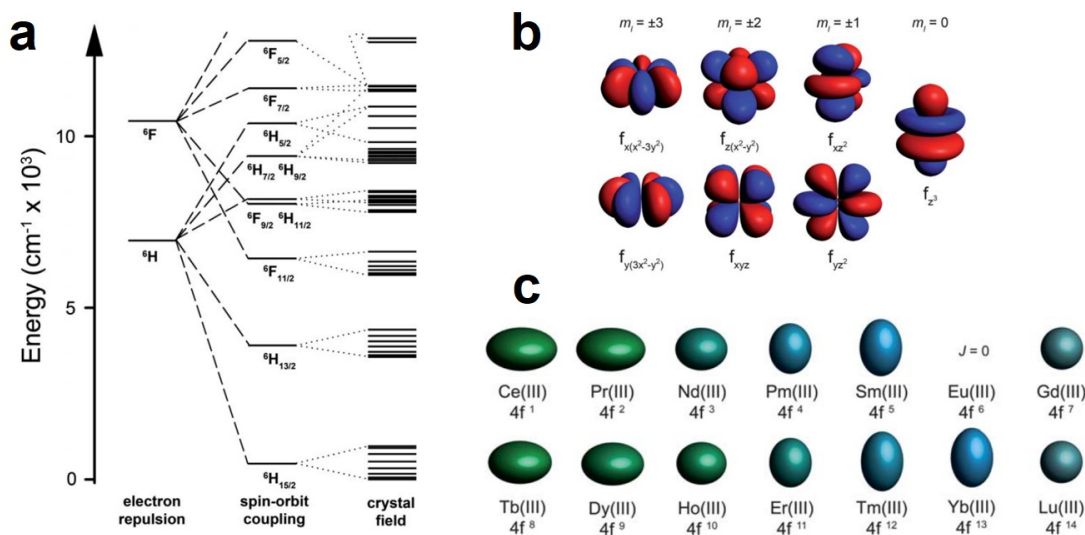 a
Energy (cm⁻¹ x 10³)
10
5
0
⁶F
⁶H
⁶F₅/₂
⁶F₇/₂
⁶H₅/₂
⁶H₇/₂ ⁶H₉/₂
⁶F₉/₂ ⁶H₁₁/₂
⁶F₁₁/₂
⁶H₁₃/₂
⁶H₁₅/₂
electron
repulsion
spin-orbit
coupling
crystal
field
b
mₗ = ±3 mₗ = ±2 mₗ = ±1 mₗ = 0
fx(x²-3y²) fz(x²-y²) fxz²
fz³
fy(3x²-y²) fxyz fyz²
c
J = 0
Ce(III) Pr(III) Nd(III) Pm(III) Sm(III) Eu(III) Gd(III)
4f ¹ 4f ² 4f ³ 4f ⁴ 4f ⁵ 4f ⁶ 4f ⁷
Tb(III) Dy(III) Ho(III) Er(III) Tm(III) Yb(III) Lu(III)
4f ⁸ 4f ⁹ 4f ¹⁰ 4f ¹¹ 4f ¹² 4f ¹³ 4f ¹⁴